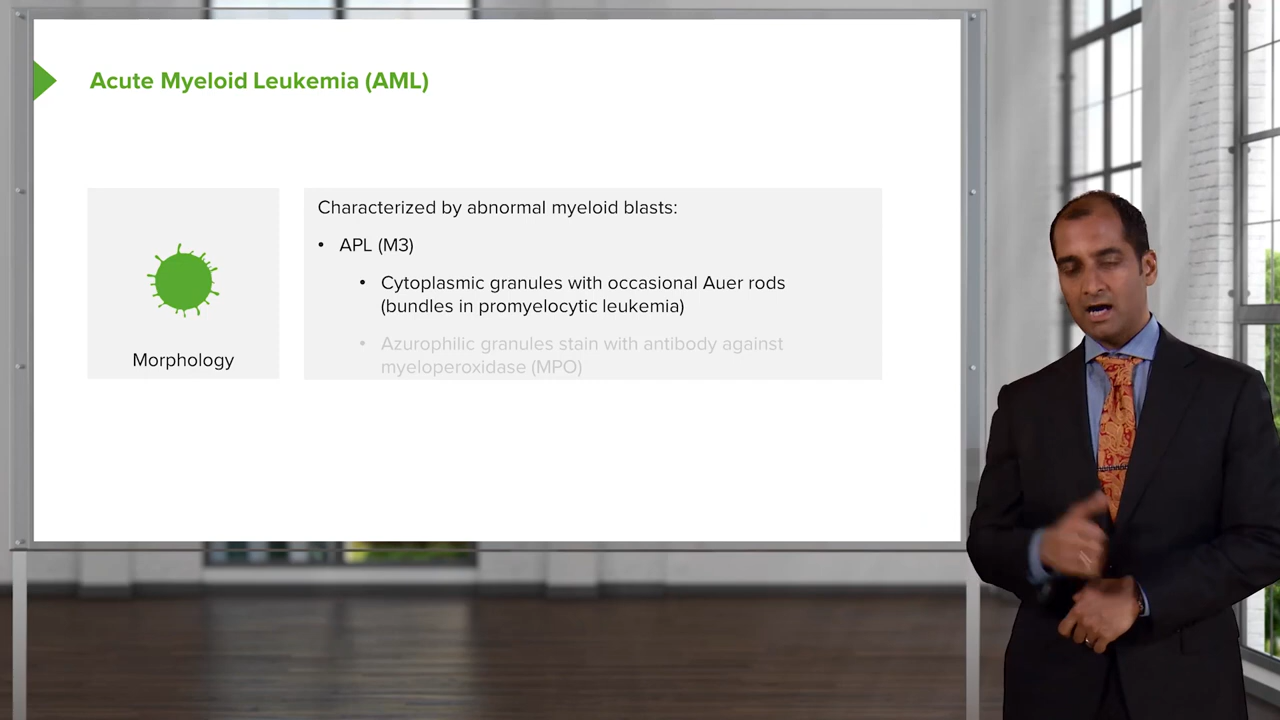 Acute Myeloid Leukemia (AML)
Morphology
Characterized by abnormal myeloid blasts:
• APL (M3)
• Cytoplasmic granules with occasional Auer rods
(bundles in promyelocytic leukemia)
• Azurophilic granules stain with antibody against
myeloperoxidase (MPO)